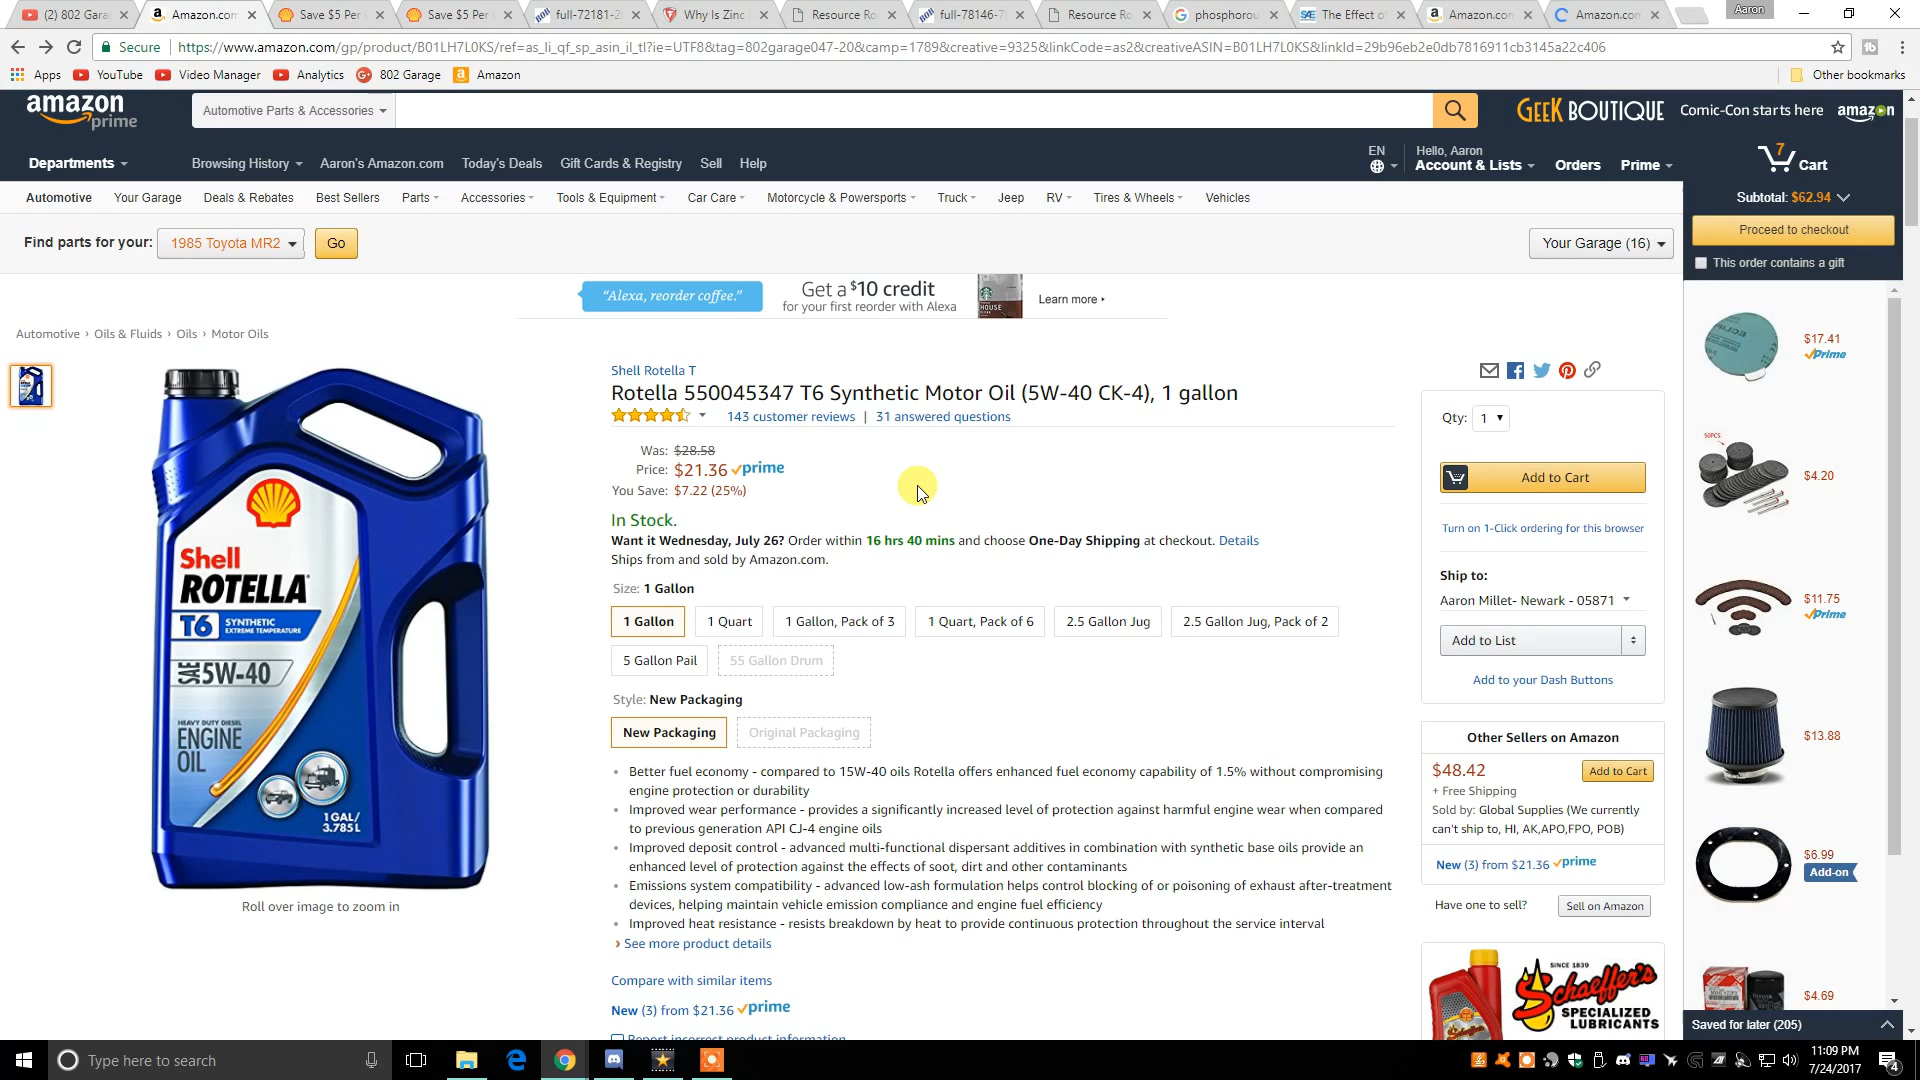 (2) 802 Gara
Amazon.com
Save $5 Per
Save $5 Per
full-72181-2
Why Is Zinc
Resource Ro
full-78146-7
Resource Ro
phosphorou
The Effect of
Amazon.com
Amazon.com
Aaron
Secure
https://www.amazon.com/gp/product/B01LH7L0KS/ref=as_li_qf_sp_asin_il_tl?ie=UTF8&tag=802garage047-20&camp=1789&creative=9325&linkCode=as2&creativeASIN=B01LH7L0KS&linkId=29b96eb2e0db7816911cb3145a22c406
Apps YouTube Video Manager Analytics 802 Garage Amazon Other bookmarks
amazon prime
Automotive Parts & Accessories
GEEK BOUTIQUE Comic-Con starts here amazon
Departments Browsing History Aaron's Amazon.com Today's Deals Gift Cards & Registry Sell Help
EN
Hello, Aaron
Account & Lists Orders Prime
7 Cart
Automotive Your Garage Deals & Rebates Best Sellers Parts Accessories Tools & Equipment Car Care Motorcycle & Powersports Truck Jeep RV Tires & Wheels Vehicles
Subtotal: $62.94
Proceed to checkout
This order contains a gift
Find parts for your: 1985 Toyota MR2 Go Your Garage (16)
"Alexa, reorder coffee."
Get a $10 credit
for your first reorder with Alexa
HOUSE
Learn more
Automotive › Oils & Fluids › Oils › Motor Oils
Shell
ROTELLA
T6 SYNTHETIC
EXTREME TEMPERATURE
SAE 5W-40
HEAVY DUTY DIESEL
ENGINE
OIL
1 GAL/
3.785L
Roll over image to zoom in
Shell Rotella T
Rotella 550045347 T6 Synthetic Motor Oil (5W-40 CK-4), 1 gallon
143 customer reviews | 31 answered questions
Was: $28.58
Price: $21.36 prime
You Save: $7.22 (25%)
In Stock.
Want it Wednesday, July 26? Order within 16 hrs 40 mins and choose One-Day Shipping at checkout. Details
Ships from and sold by Amazon.com.
Size: 1 Gallon
1 Gallon 1 Quart 1 Gallon, Pack of 3 1 Quart, Pack of 6 2.5 Gallon Jug 2.5 Gallon Jug, Pack of 2
5 Gallon Pail 55 Gallon Drum
Style: New Packaging
New Packaging Original Packaging
• Better fuel economy - compared to 15W-40 oils Rotella offers enhanced fuel economy capability of 1.5% without compromising
engine protection or durability
• Improved wear performance - provides a significantly increased level of protection against harmful engine wear when compared
to previous generation API CJ-4 engine oils
• Improved deposit control - advanced multi-functional dispersant additives in combination with synthetic base oils provide an
enhanced level of protection against the effects of soot, dirt and other contaminants
• Emissions system compatibility - advanced low-ash formulation helps control blocking of or poisoning of exhaust after-treatment
devices, helping maintain vehicle emission compliance and engine fuel efficiency
• Improved heat resistance - resists breakdown by heat to provide continuous protection throughout the service interval
› See more product details
Compare with similar items
New (3) from $21.36 prime
Report incorrect product information
Qty: 1
Add to Cart
Turn on 1-Click ordering for this browser
Ship to:
Aaron Millet- Newark - 05871
Add to List
Add to your Dash Buttons
Other Sellers on Amazon
$48.42 Add to Cart
+ Free Shipping
Sold by: Global Supplies (We currently
can't ship to, HI, AK,APO,FPO, POB)
New (3) from $21.36 prime
Have one to sell? Sell on Amazon
SINCE 1839
Schaeffer's
SPECIALIZED
LUBRICANTS
$17.41
Prime
50PCS
$4.20
$11.75
Prime
$13.88
$6.99
Add-on
$4.69
Saved for later (205)
Type here to search
11:09 PM
7/24/2017
4